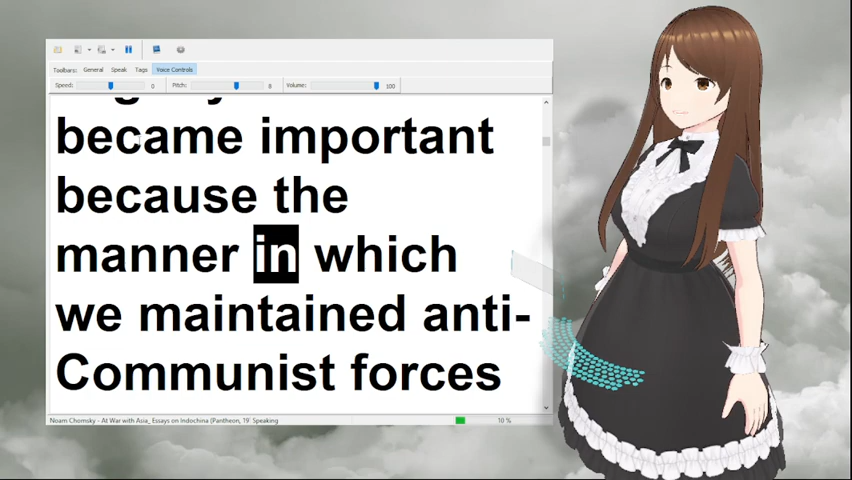 Toolbars: General Speak Tags Voice Controls
Speed: 0 Pitch: 8 Volume: 100
became important
because the
manner in which
we maintained anti-
Communist forces
Noam Chomsky - At War with Asia_ Essays on Indochina (Pantheon, 19 Speaking 10 %